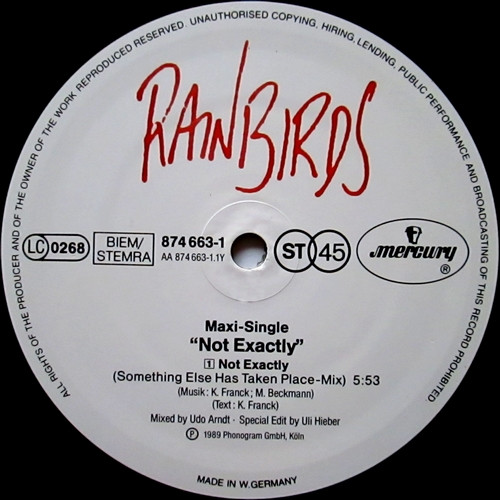 ALL RIGHTS OF THE PRODUCER AND OF THE OWNER OF THE WORK REPRODUCED RESERVED. UNAUTHORISED COPYING, HIRING, LENDING, PUBLIC PERFORMANCE AND BROADCASTING OF THIS RECORD PROHIBITED
RAINBIRDS
LC 0268
BIEM/
STEMRA
874 663-1
AA 874 663-1.1Y
ST 45
mercury
®
Maxi-Single
“Not Exactly”
1 Not Exactly
(Something Else Has Taken Place-Mix) 5:53
(Musik: K. Franck; M. Beckmann)
(Text: K. Franck)
Mixed by Udo Arndt · Special Edit by Uli Hieber
℗ 1989 Phonogram GmbH, Köln
MADE IN W. GERMANY